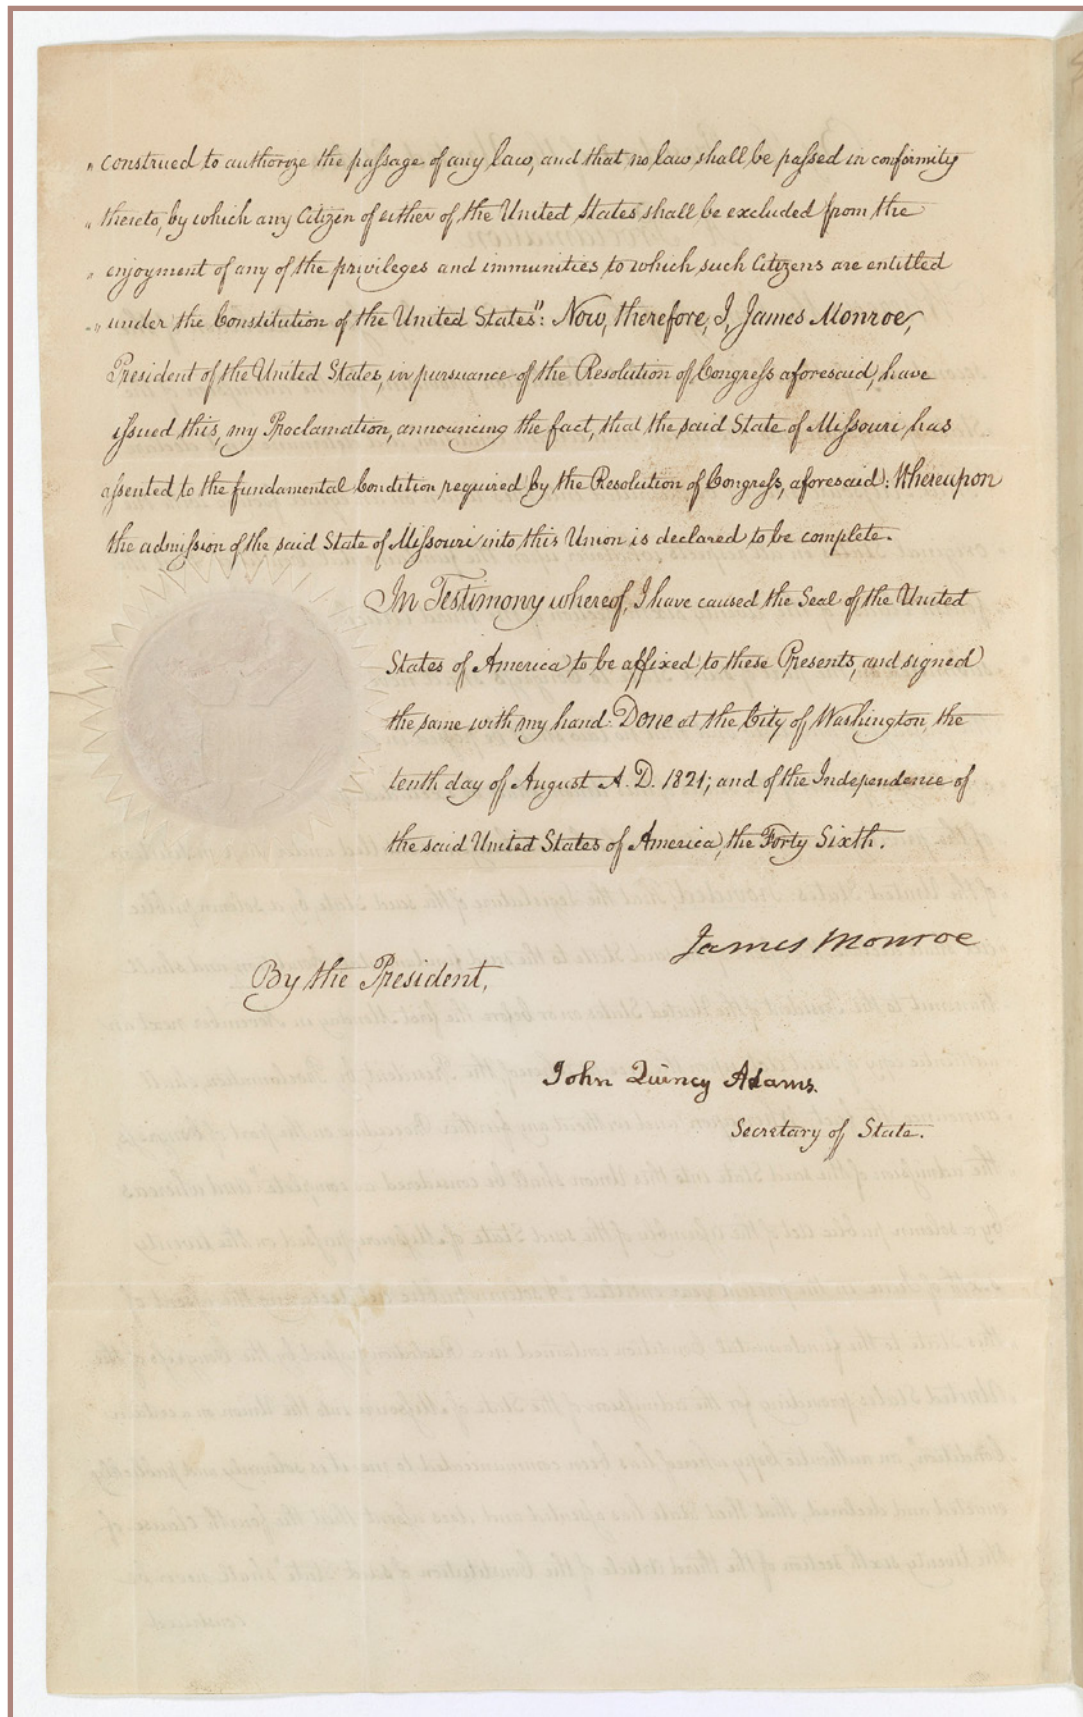 " construed to authorize the passage of any law, and that no law shall be passed in conformity
" thereto, by which any Citizen of either of the United States shall be excluded from the
" enjoyment of any of the privileges and immunities to which such Citizens are entitled
" under the Constitution of the United States": Now, therefore, I, James Monroe,
President of the United States, in pursuance of the Resolution of Congress aforesaid, have
issued this, my Proclamation, announcing the fact, that the said State of Missouri has
assented to the fundamental Condition required by the Resolution of Congress, aforesaid: Whereupon
the admission of the said State of Missouri into this Union is declared to be complete.
In Testimony whereof, I have caused the Seal of the United
States of America to be affixed to these Presents, and signed
the same with my hand. Done at the City of Washington, the
tenth day of August A. D. 1821; and of the Independence of
the said United States of America, the Forty Sixth.
James Monroe
By the President,
John Quincy Adams.
Secretary of State.